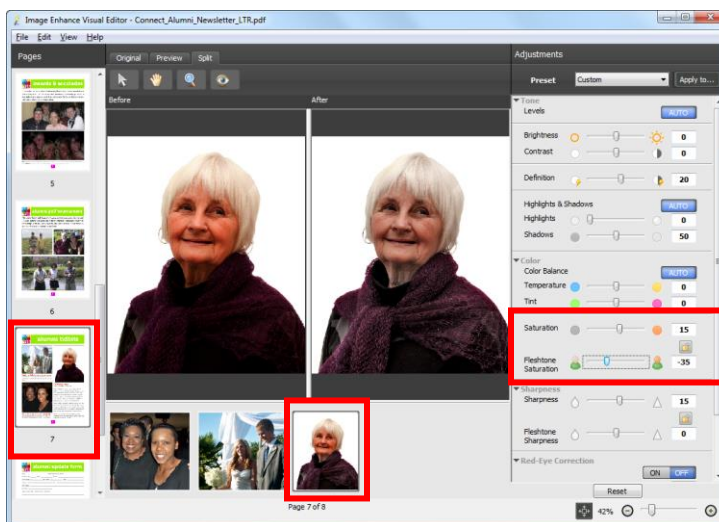 Image Enhance Visual Editor - Connect_Alumni_Newsletter_LTR.pdf
File Edit View Help
Pages
5
6
7
Original Preview Split
Before After
Page 7 of 8
Adjustments
Preset Custom Apply to...
Tone
Levels AUTO
Brightness 0
Contrast 0
Definition 20
Highlights & Shadows AUTO
Highlights 0
Shadows 50
Color
Color Balance AUTO
Temperature 0
Tint 0
Saturation 15
Fleshtone
Saturation -35
Sharpness
Sharpness 15
Fleshtone
Sharpness 0
Red-Eye Correction
ON OFF
Reset
42%